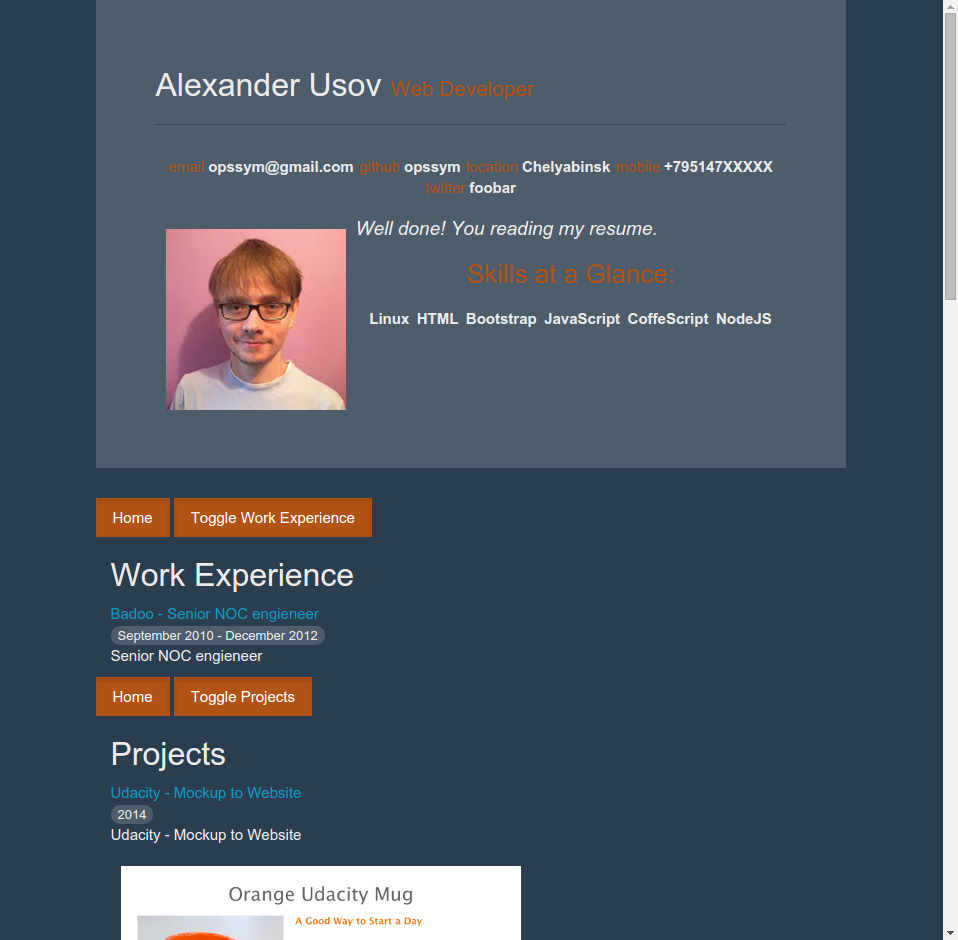 Alexander Usov Web Developer
email opssym@gmail.com github opssym location Chelyabinsk mobile +795147XXXXX
twitter foobar
Well done! You reading my resume.
Skills at a Glance:
Linux HTML Bootstrap JavaScript CoffeScript NodeJS
Home Toggle Work Experience
Work Experience
Badoo - Senior NOC engieneer
September 2010 - December 2012
Senior NOC engieneer
Home Toggle Projects
Projects
Udacity - Mockup to Website
2014
Udacity - Mockup to Website
Orange Udacity Mug
A Good Way to Start a Day